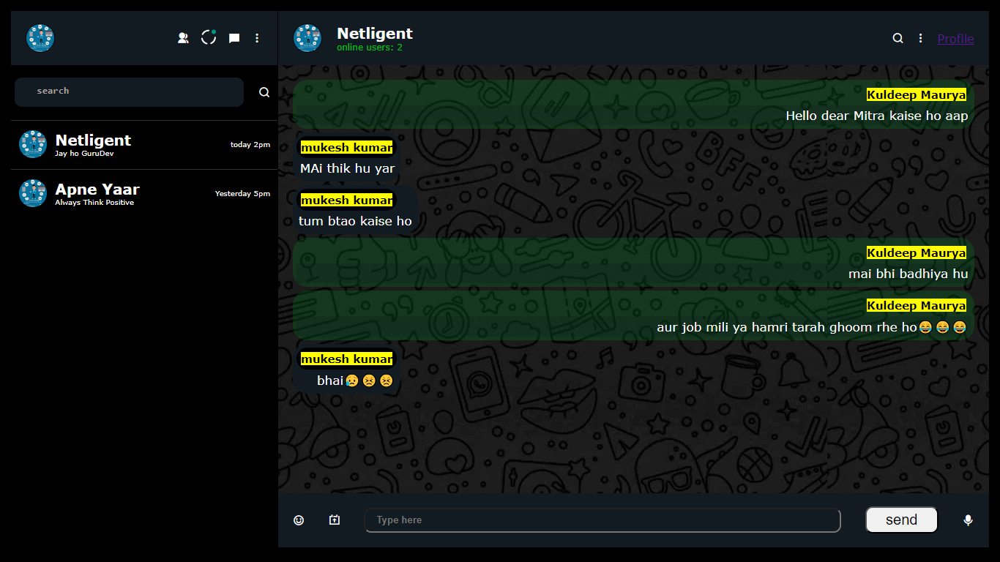 Netligent
online users: 2
Profile
search
Netligent
Jay ho GuruDev
today 2pm
Apne Yaar
Always Think Positive
Yesterday 5pm
Kuldeep Maurya
Hello dear Mitra kaise ho aap
mukesh kumar
MAi thik hu yar
mukesh kumar
tum btao kaise ho
Kuldeep Maurya
mai bhi badhiya hu
Kuldeep Maurya
aur job mili ya hamri tarah ghoom rhe ho😂😂😂
mukesh kumar
bhai😥😣😣
BFF
Type here
send